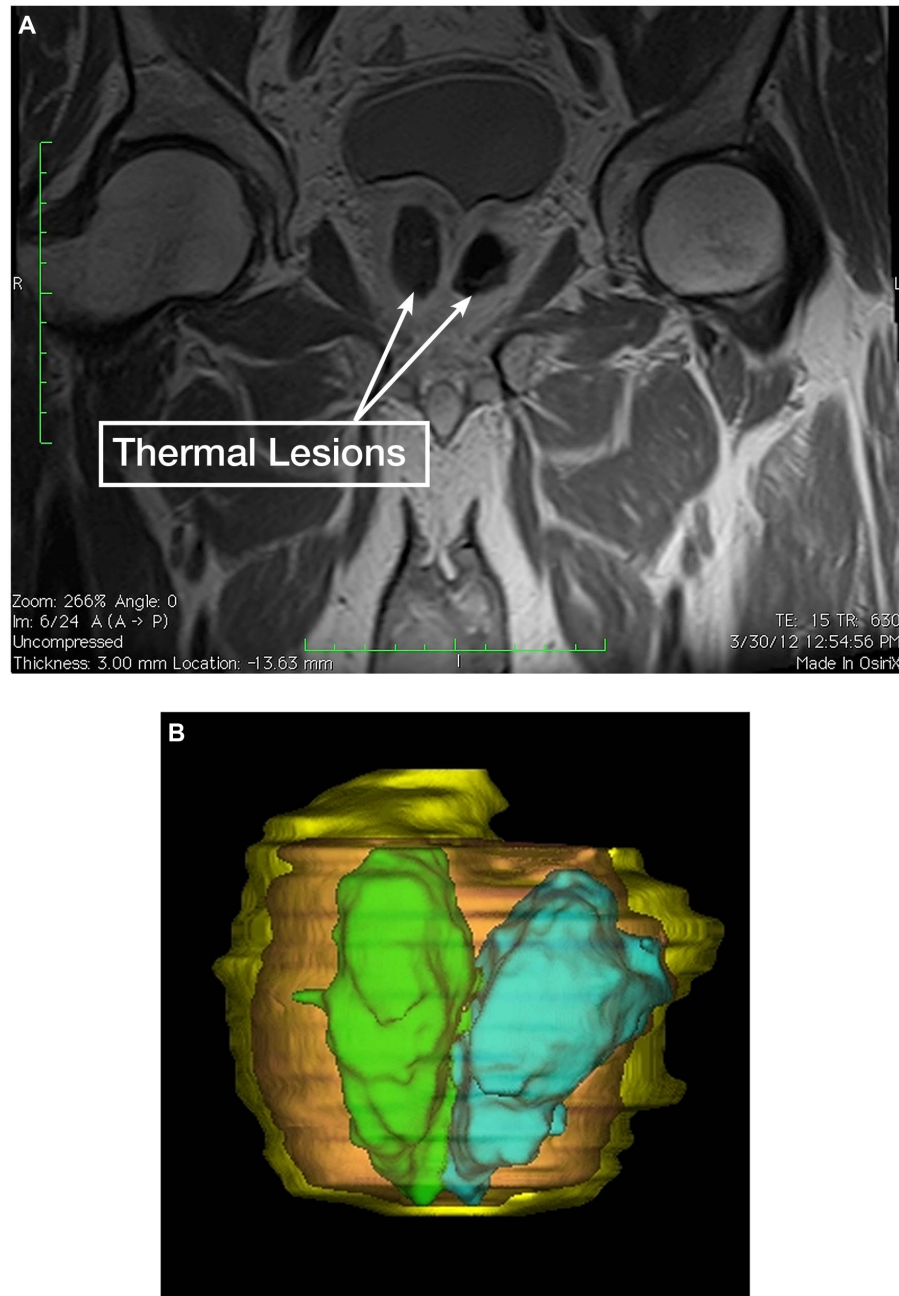 A
R
L
Thermal Lesions
Zoom: 266% Angle: 0
Im: 6/24 A (A -> P)
Uncompressed
Thickness: 3.00 mm Location: -13.63 mm
I
TE: 15 TR: 630
3/30/12 12:54:56 PM
Made In OsiriX
B